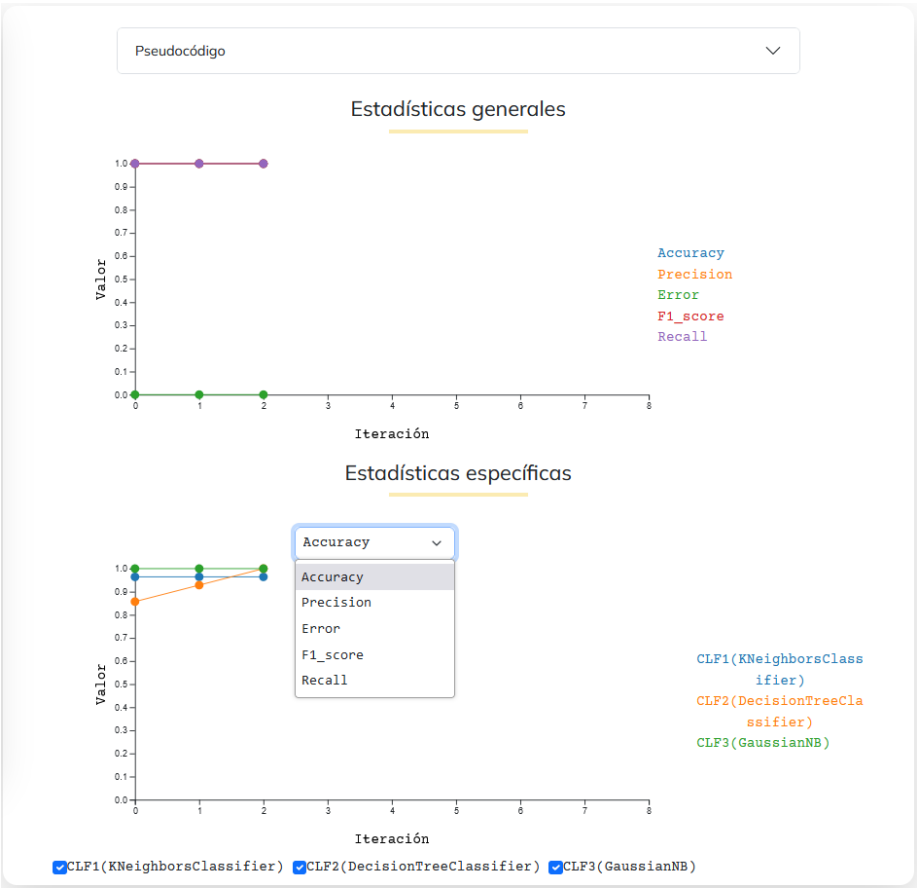 Pseudocódigo
Estadísticas generales
1.0
0.9
0.8
0.7
0.6
0.5
0.4
0.3
0.2
0.1
0.0
Valor
0 1 2 3 4 5 6 7 8
Iteración
Accuracy
Precision
Error
F1_score
Recall
Estadísticas específicas
Accuracy
Accuracy
Precision
Error
F1_score
Recall
1.0
0.9
0.8
0.7
0.6
0.5
0.4
0.3
0.2
0.1
0.0
Valor
0 1 2 3 4 5 6 7 8
Iteración
CLF1(KNeighborsClass
ifier)
CLF2(DecisionTreeCla
ssifier)
CLF3(GaussianNB)
CLF1(KNeighborsClassifier) CLF2(DecisionTreeClassifier) CLF3(GaussianNB)